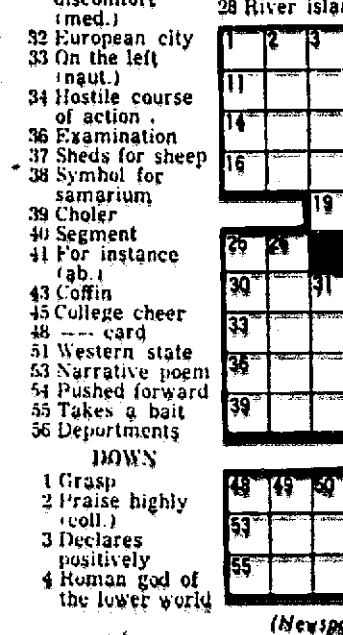 discomfort
(med.)
32 European city
33 On the left
(naut.)
34 Hostile course
of action .
36 Examination
37 Sheds for sheep
38 Symbol for
samarium
39 Choler
40 Segment
41 For instance
(ab.)
43 Coffin
45 College cheer
48 --- card
51 Western state
53 Narrative poem
54 Pushed forward
55 Takes a bait
56 Deportments
DOWN
1 Grasp
2 Praise highly
(coll.)
3 Declares
positively
4 Roman god of
the lower world
28 River islan
1 2 3
11
14
16
19
25 26
30 31
33
36
39
48 49 50
53
55
(Newspa